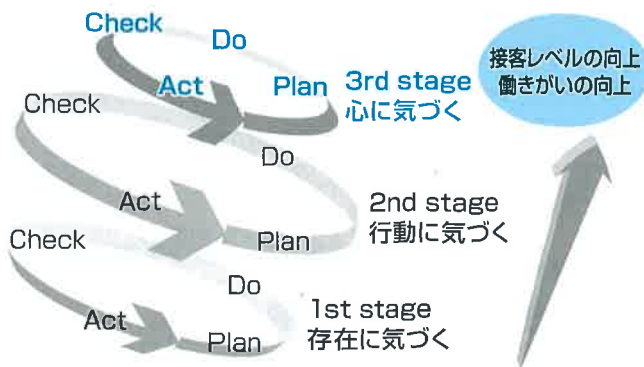 Check
Do
Act
Plan
3rd stage
心に気づく
接客レベルの向上
働きがいの向上
Check
Do
Act
Plan
2nd stage
行動に気づく
Check
Do
Act
Plan
1st stage
存在に気づく